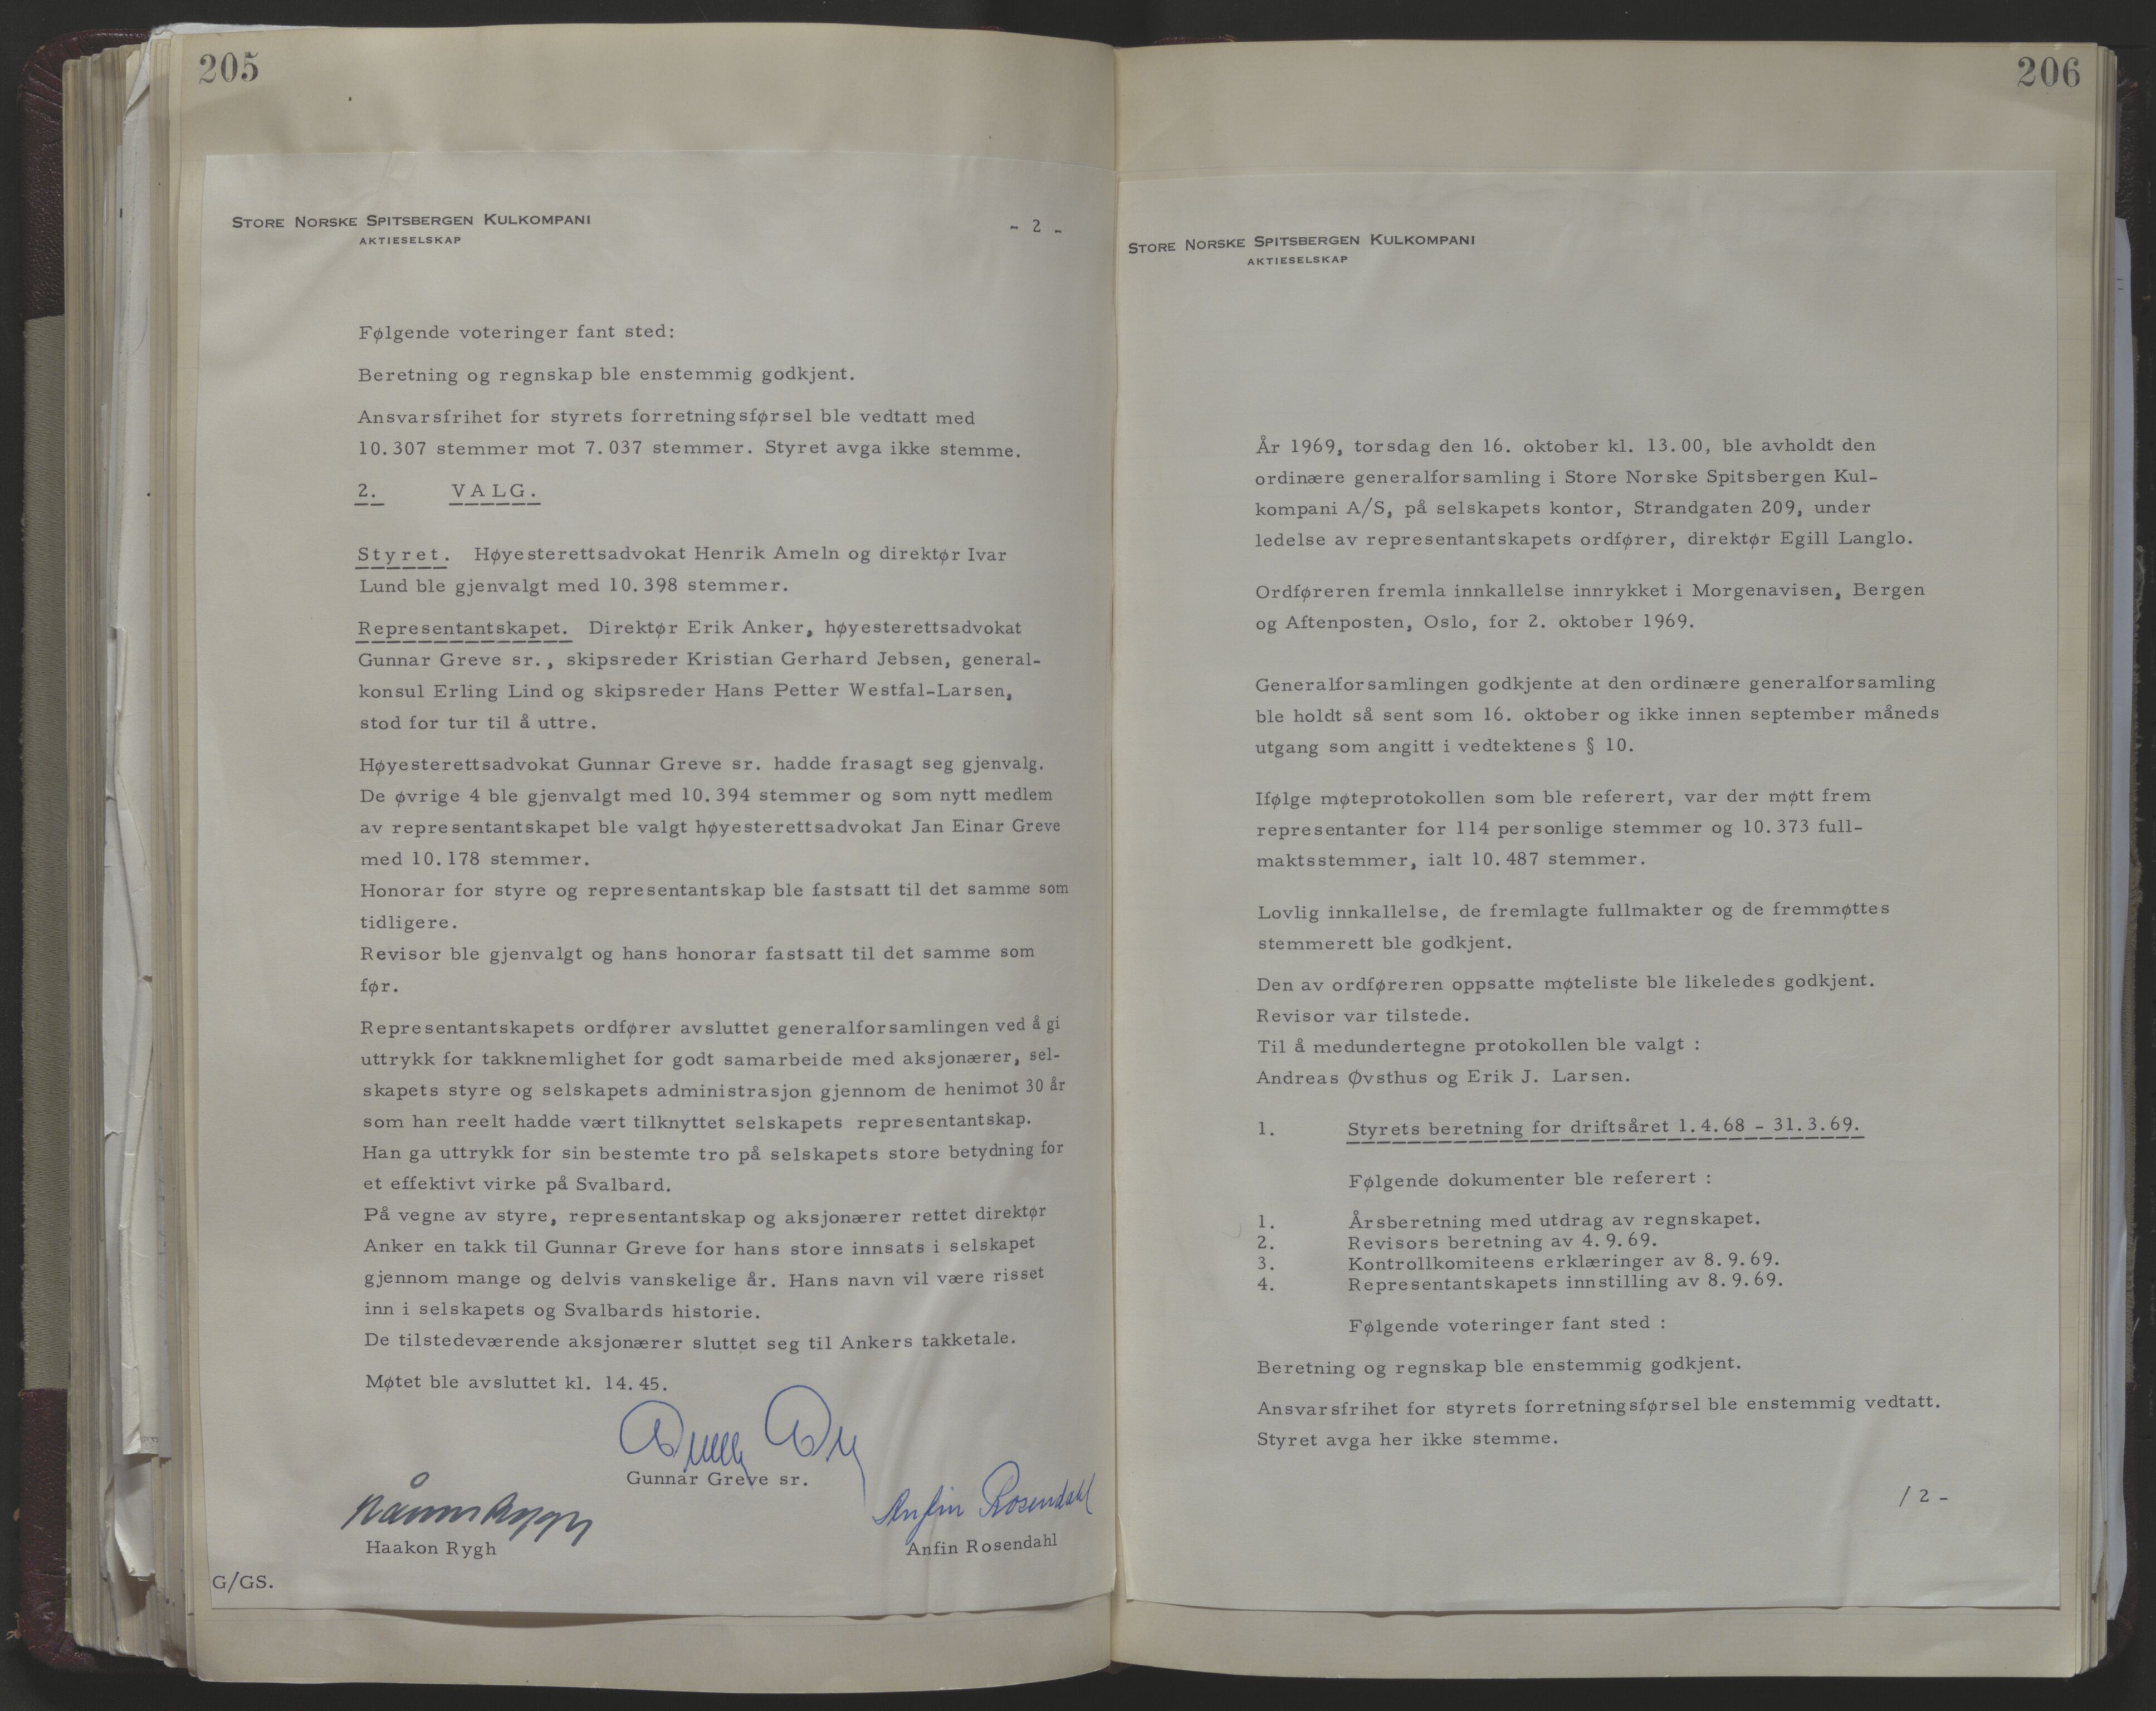 205
STORE NORSKE SPITSBERGEN KULKOMPANI
AKTIESELSKAP
- 2 -
Følgende voteringer fant sted:
Beretning og regnskap ble enstemmig godkjent.
Ansvarsfrihet for styrets forretningsførsel ble vedtatt med
10.307 stemmer mot 7.037 stemmer. Styret avga ikke stemme.
2. VALG.
Styret. Høyesterettsadvokat Henrik Ameln og direktør Ivar
Lund ble gjenvalgt med 10.398 stemmer.
Representantskapet. Direktør Erik Anker, høyesterettsadvokat
Gunnar Greve sr., skipsreder Kristian Gerhard Jebsen, general-
konsul Erling Lind og skipsreder Hans Petter Westfal-Larsen,
stod for tur til å uttre.
Høyesterettsadvokat Gunnar Greve sr. hadde frasagt seg gjenvalg.
De øvrige 4 ble gjenvalgt med 10.394 stemmer og som nytt medlem
av representantskapet ble valgt høyesterettsadvokat Jan Einar Greve
med 10.178 stemmer.
Honorar for styre og representantskap ble fastsatt til det samme som
tidligere.
Revisor ble gjenvalgt og hans honorar fastsatt til det samme som
før.
Representantskapets ordfører avsluttet generalforsamlingen ved å gi
uttrykk for takknemlighet for godt samarbeide med aksjonærer, sel-
skapets styre og selskapets administrasjon gjennom de henimot 30 år
som han reelt hadde vært tilknyttet selskapets representantskap.
Han ga uttrykk for sin bestemte tro på selskapets store betydning for
et effektivt virke på Svalbard.
På vegne av styre, representantskap og aksjonærer rettet direktør
Anker en takk til Gunnar Greve for hans store innsats i selskapet
gjennom mange og delvis vanskelige år. Hans navn vil være risset
inn i selskapets og Svalbards historie.
De tilstedeværende aksjonærer sluttet seg til Ankers takketale.
Møtet ble avsluttet kl. 14.45.
Gunnar Greve sr.
Anfin Rosendahl
Haakon Rygh
Anfin Rosendahl
G/GS.
206
STORE NORSKE SPITSBERGEN KULKOMPANI
AKTIESELSKAP
År 1969, torsdag den 16. oktober kl. 13.00, ble avholdt den
ordinære generalforsamling i Store Norske Spitsbergen Kul-
kompani A/S, på selskapets kontor, Strandgaten 209, under
ledelse av representantskapets ordfører, direktør Egill Langlo.
Ordføreren fremla innkallelse innrykket i Morgenavisen, Bergen
og Aftenposten, Oslo, for 2. oktober 1969.
Generalforsamlingen godkjente at den ordinære generalforsamling
ble holdt så sent som 16. oktober og ikke innen september måneds
utgang som angitt i vedtektenes § 10.
Ifølge møteprotokollen som ble referert, var der møtt frem
representanter for 114 personlige stemmer og 10.373 full-
maktsstemmer, ialt 10.487 stemmer.
Lovlig innkallelse, de fremlagte fullmakter og de fremmøttes
stemmerett ble godkjent.
Den av ordføreren oppsatte møteliste ble likeledes godkjent.
Revisor var tilstede.
Til å medundertegne protokollen ble valgt :
Andreas Øvsthus og Erik J. Larsen.
1. Styrets beretning for driftsåret 1.4.68 - 31.3.69.
Følgende dokumenter ble referert :
1. Årsberetning med utdrag av regnskapet.
2. Revisors beretning av 4.9.69.
3. Kontrollkomiteens erklæringer av 8.9.69.
4. Representantskapets innstilling av 8.9.69.
Følgende voteringer fant sted :
Beretning og regnskap ble enstemmig godkjent.
Ansvarsfrihet for styrets forretningsførsel ble enstemmig vedtatt.
Styret avga her ikke stemme.
/ 2 -